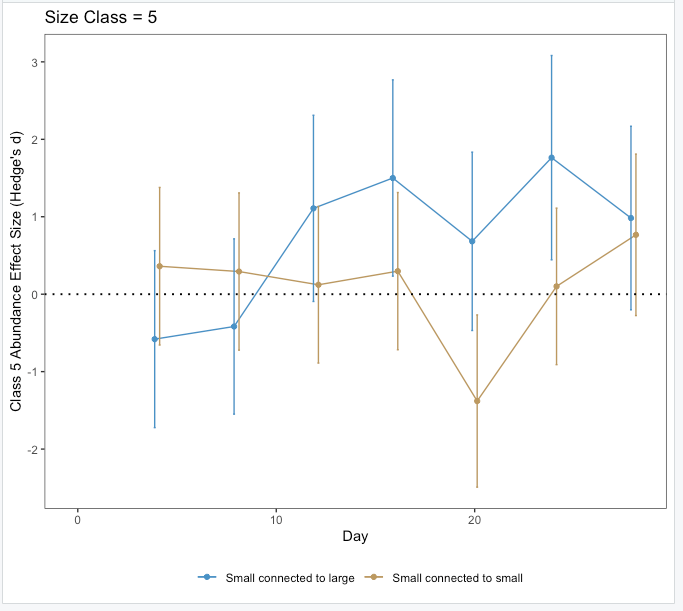 Size Class = 5
Class 5 Abundance Effect Size (Hedge's d)
3
2
1
0
-1
-2
0 10 20
Day
Small connected to large Small connected to small